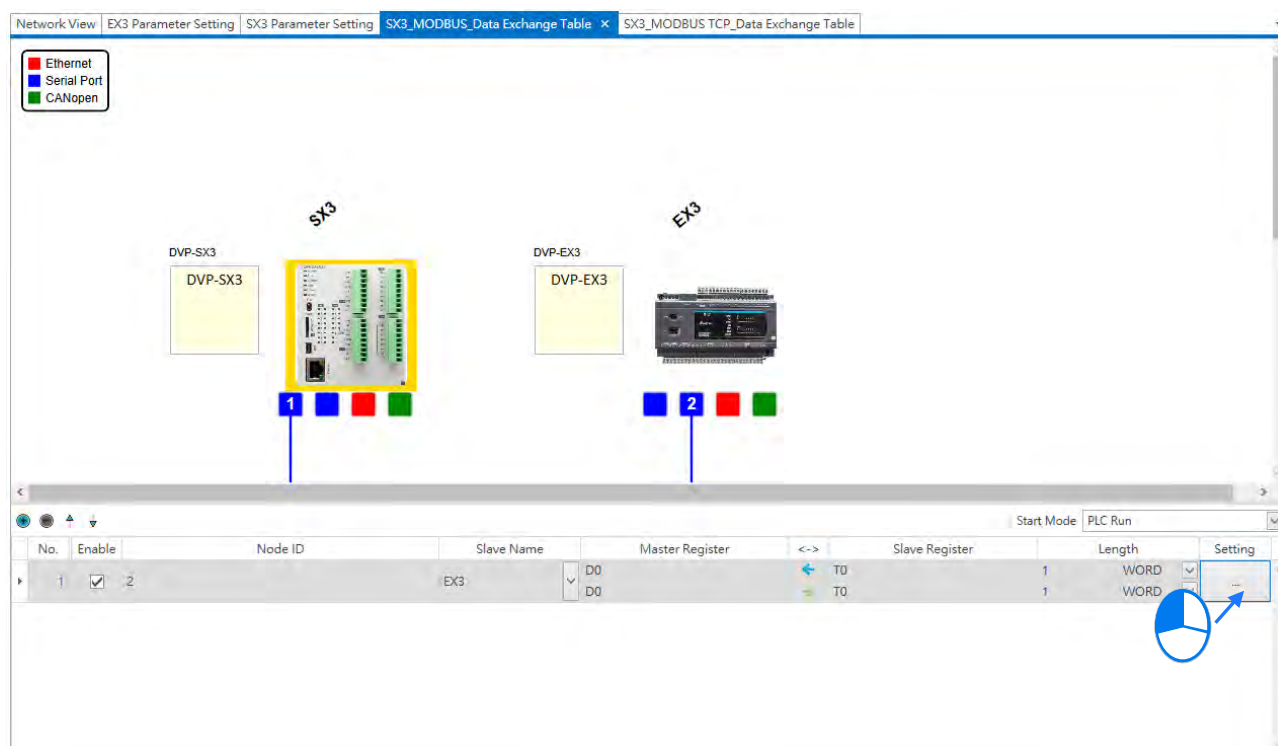 Network View EX3 Parameter Setting SX3 Parameter Setting SX3_MODBUS_Data Exchange Table × SX3_MODBUS TCP_Data Exchange Table
Ethernet
Serial Port
CANopen
SX3
EX3
DVP-SX3
DVP-EX3
DVP-SX3
DVP-EX3
1
2
Start Mode PLC Run
No. Enable Node ID Slave Name Master Register <-> Slave Register Length Setting
D0 T0 1 WORD
1 2 EX3 ...
D0 T0 1 WORD